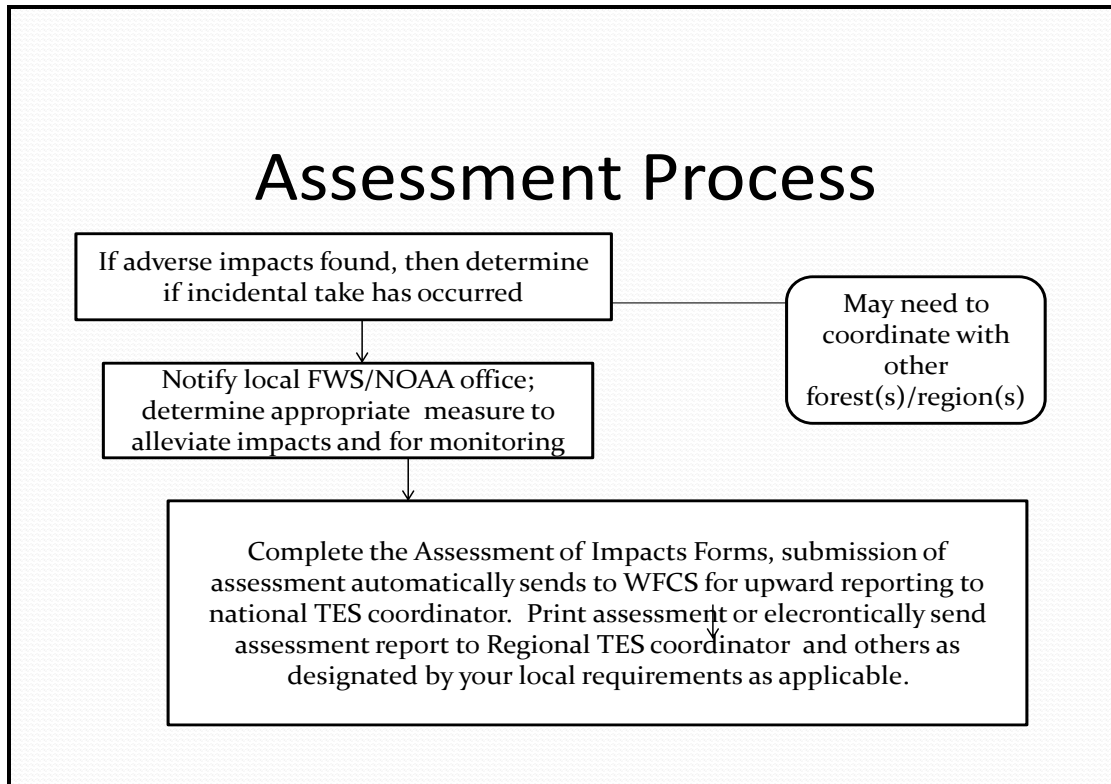 Assessment Process
If adverse impacts found, then determine
if incidental take has occurred
May need to
coordinate with
other
forest(s)/region(s)
Notify local FWS/NOAA office;
determine appropriate measure to
alleviate impacts and for monitoring
Complete the Assessment of Impacts Forms, submission of
assessment automatically sends to WFCS for upward reporting to
national TES coordinator. Print assessment or elecrontically send
assessment report to Regional TES coordinator and others as
designated by your local requirements as applicable.